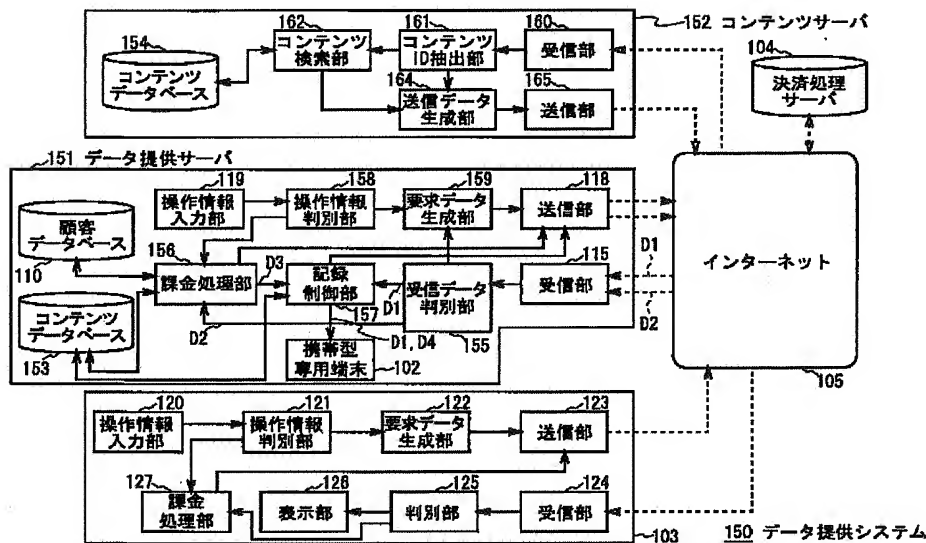 152 コンテンツサーバ
162
161
160
154
コンテンツ
データベース
コンテンツ
検索部
コンテンツ
ID抽出部
受信部
104
決済処理
サーバ
164
165
送信データ
生成部
送信部
151 データ提供サーバ
119
158
159
118
操作情報
入力部
操作情報
判別部
要求データ
生成部
送信部
顧客
データベース
110
156
課金処理部
D3
記録
制御部
157
D1
受信データ
判別部
155
115
受信部
D1
D2
インターネット
105
コンテンツ
データベース
153
D2
D1,D4
携帯型
専用端末
102
120
121
122
123
操作情報
入力部
操作情報
判別部
要求データ
生成部
送信部
127
126
125
124
課金
処理部
表示部
判別部
受信部
103
150 データ提供システム